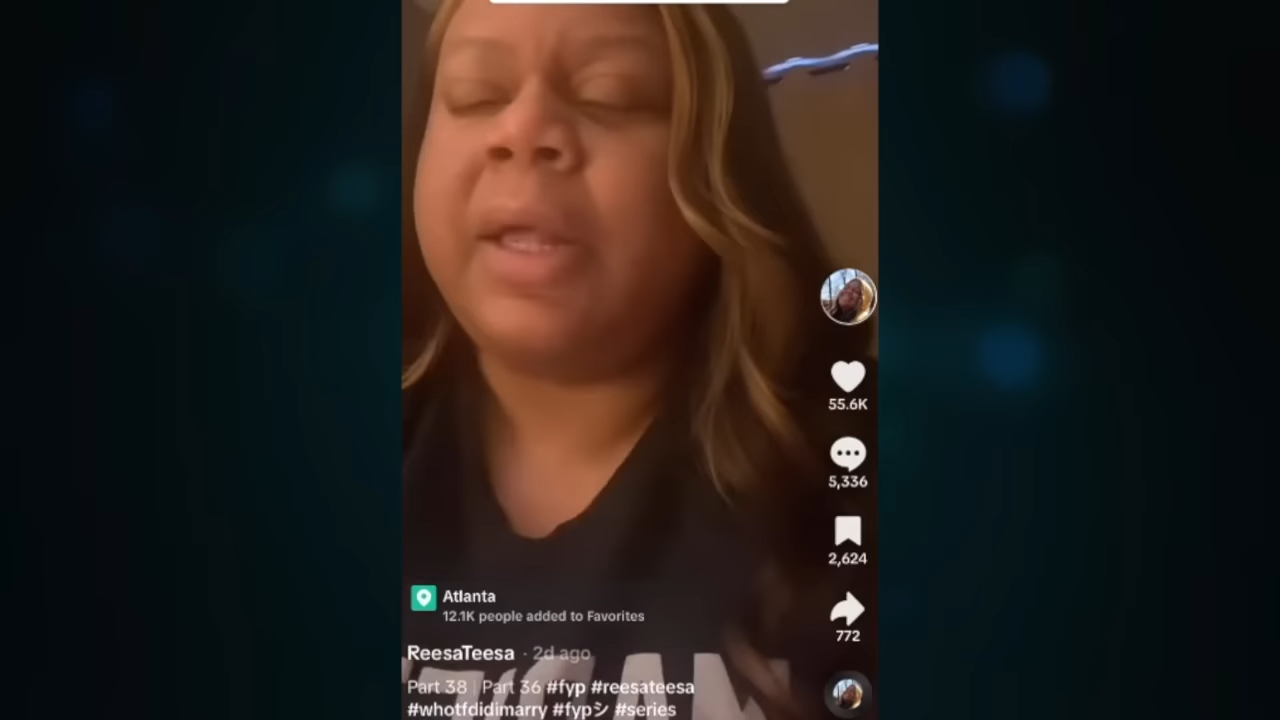 55.6K
5,336
2,624
772
Atlanta
12.1K people added to Favorites
ReesaTeesa · 2d ago
Part 38 | Part 36 #fyp #reesateesa
#whotfdidimarry #fypシ #series